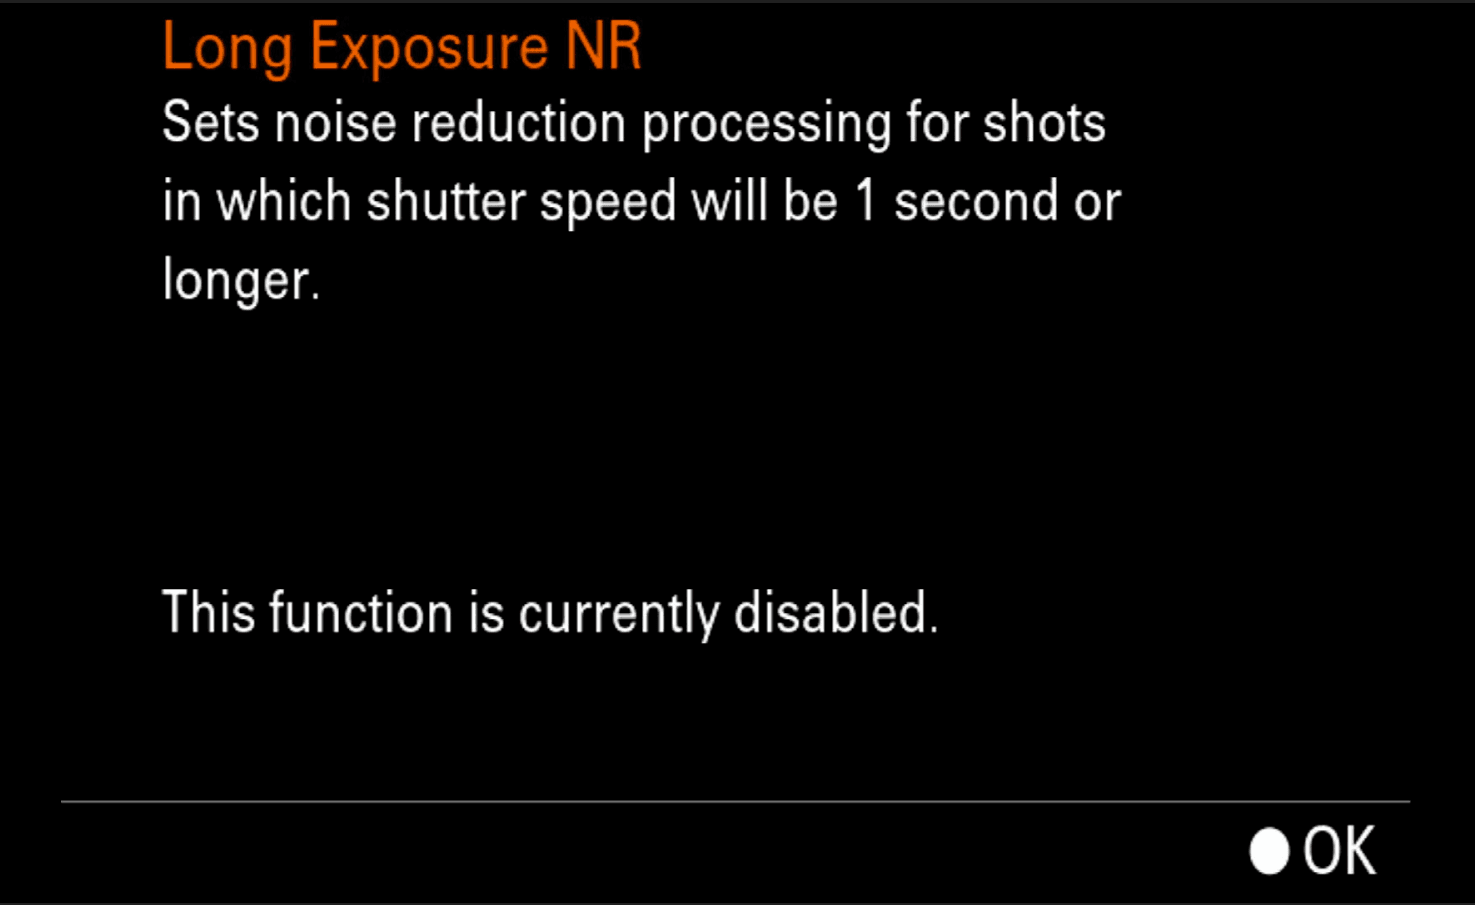 Long Exposure NR
Sets noise reduction processing for shots
in which shutter speed will be 1 second or
longer.
This function is currently disabled.
OK